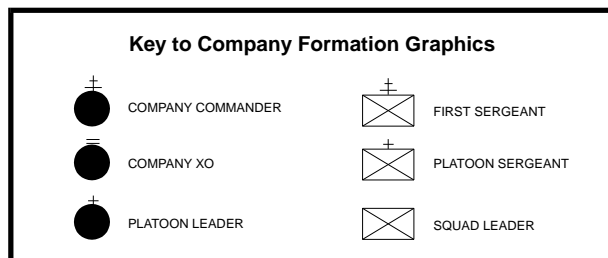 Key to Company Formation Graphics
COMPANY COMMANDER
FIRST SERGEANT
COMPANY XO
PLATOON SERGEANT
PLATOON LEADER
SQUAD LEADER